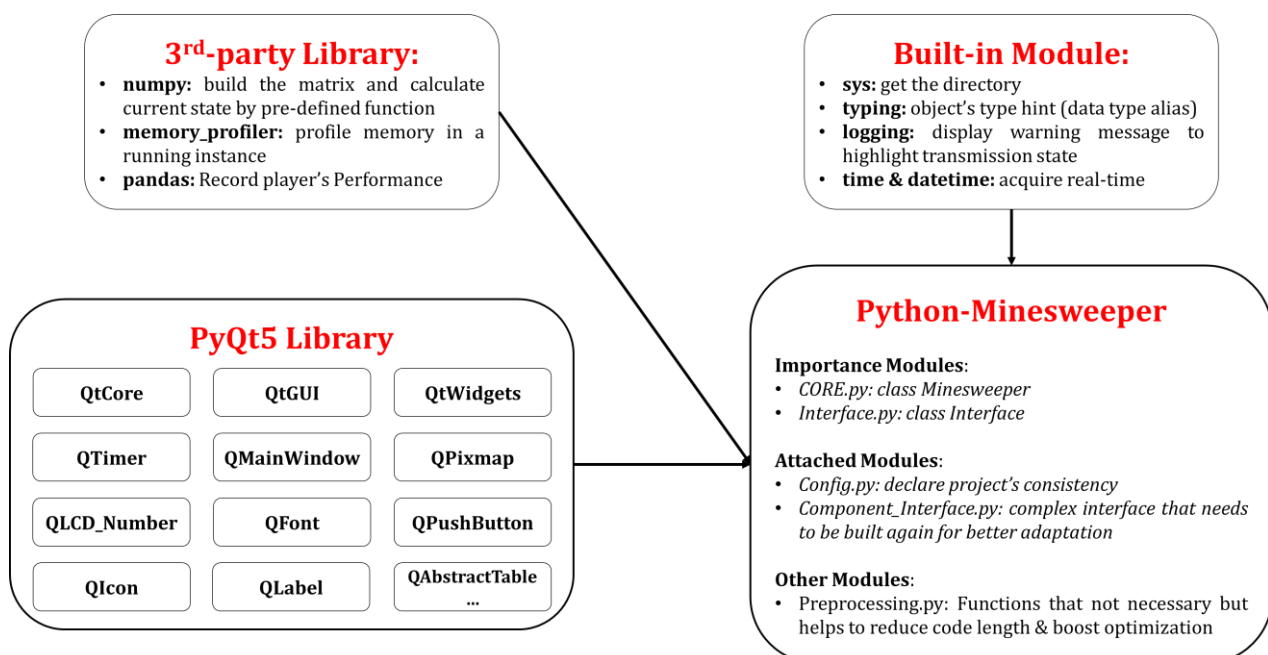 3rd-party Library:
• numpy: build the matrix and calculate
current state by pre-defined function
• memory_profiler: profile memory in a
running instance
• pandas: Record player's Performance
Built-in Module:
• sys: get the directory
• typing: object's type hint (data type alias)
• logging: display warning message to
highlight transmission state
• time & datetime: acquire real-time
PyQt5 Library
QtCore
QtGUI
QtWidgets
QTimer
QMainWindow
QPixmap
QLCD_Number
QFont
QPushButton
QIcon
QLabel
QAbstractTable
...
Python-Minesweeper
Importance Modules:
• CORE.py: class Minesweeper
• Interface.py: class Interface
Attached Modules:
• Config.py: declare project's consistency
• Component_Interface.py: complex interface that needs
to be built again for better adaptation
Other Modules:
• Preprocessing.py: Functions that not necessary but
helps to reduce code length & boost optimization